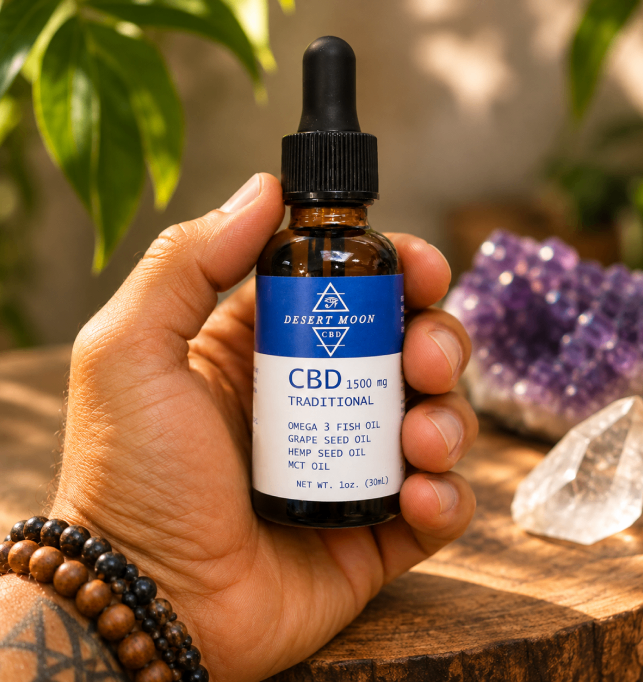 DESERT MOON
CBD
CBD 1500 mg
TRADITIONAL
OMEGA 3 FISH OIL
GRAPE SEED OIL
HEMP SEED OIL
MCT OIL
NET WT. 1oz. (30mL)